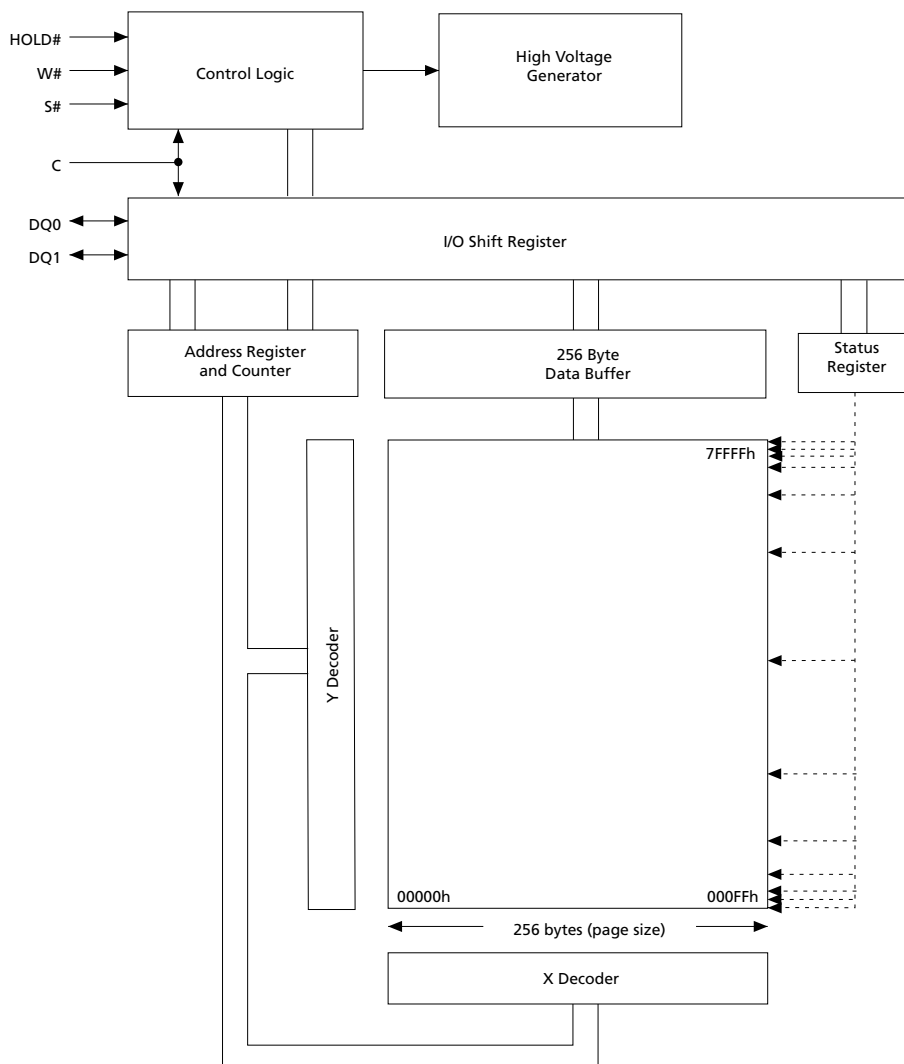 HOLD#
W#
S#
C
DQ0
DQ1
Control Logic
High Voltage
Generator
I/O Shift Register
Address Register
and Counter
256 Byte
Data Buffer
Status
Register
7FFFFh
Y Decoder
00000h
000FFh
256 bytes (page size)
X Decoder